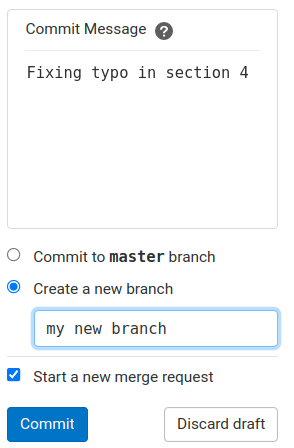 Commit Message ?
Fixing typo in section 4
Commit to master branch
Create a new branch
my new branch
Start a new merge request
Commit
Discard draft